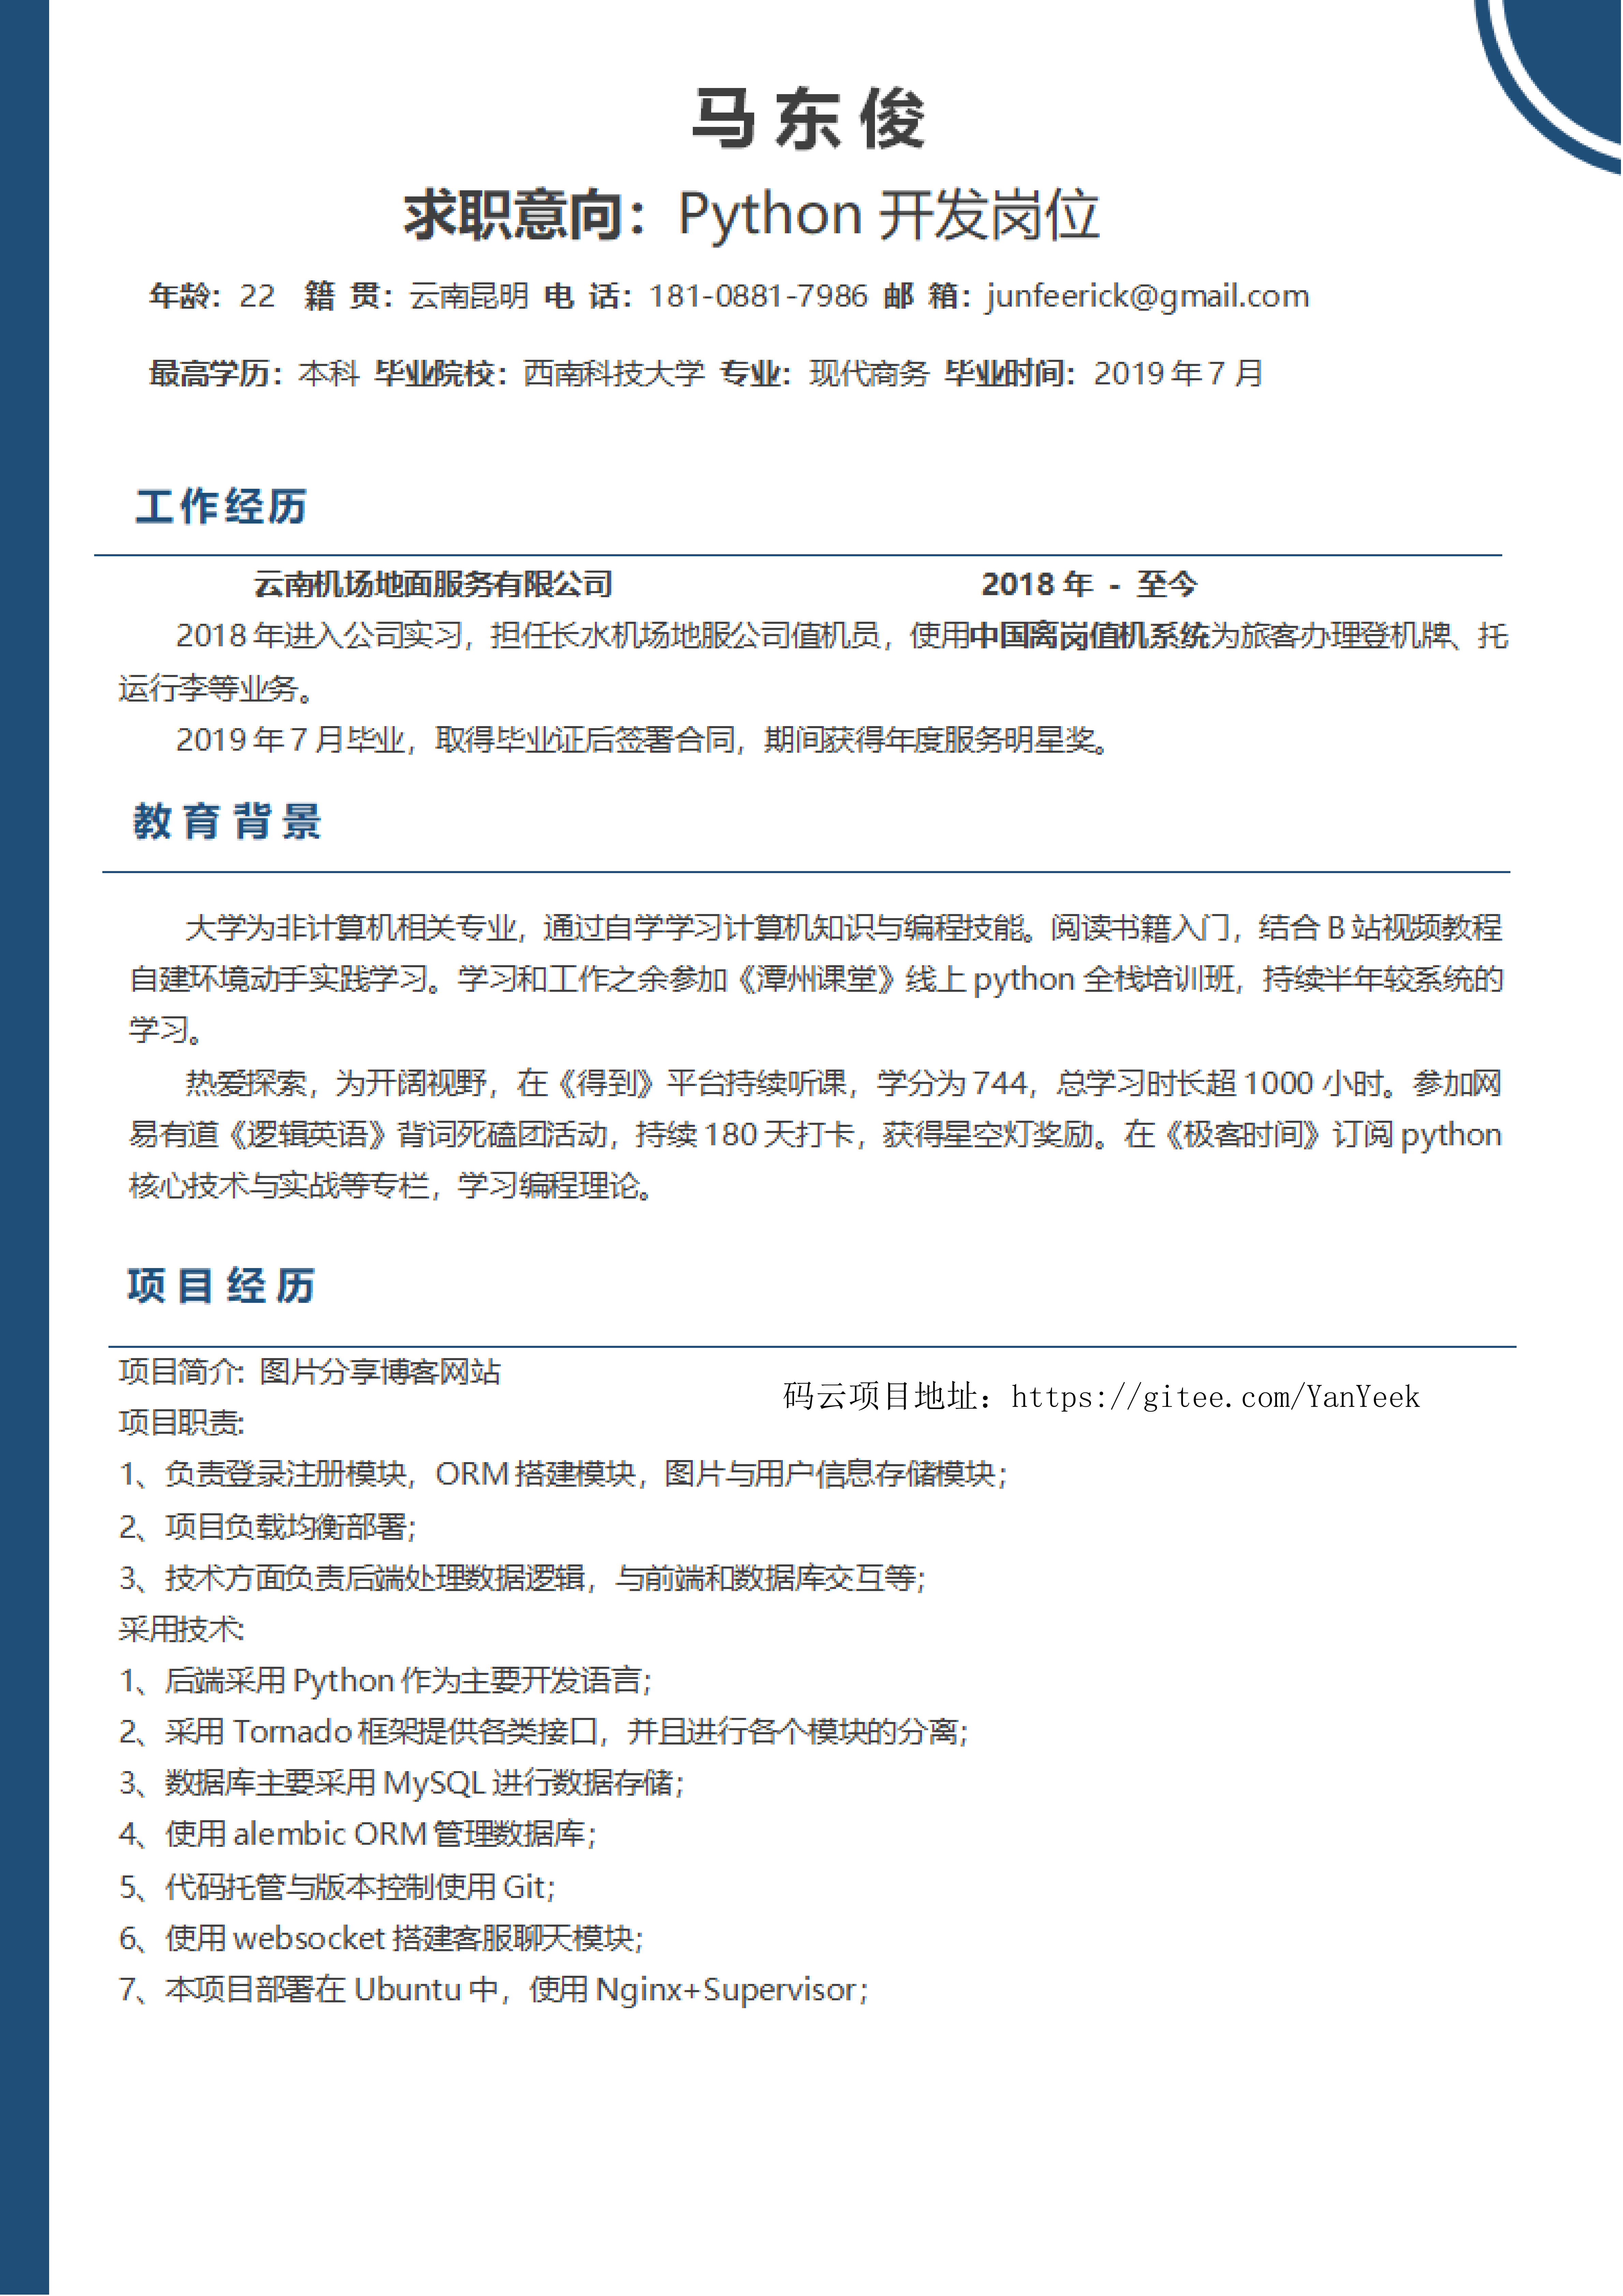 马东俊
求职意向：Python 开发岗位
年龄：22 籍 贯：云南昆明 电 话：181-0881-7986 邮 箱：junfeerick@gmail.com
最高学历：本科 毕业院校：西南科技大学 专业：现代商务 毕业时间：2019 年 7 月
工作经历
云南机场地面服务有限公司 2018 年 - 至今
2018 年进入公司实习，担任长水机场地服公司值机员，使用中国离岗值机系统为旅客办理登机牌、托
运行李等业务。
2019 年 7 月毕业，取得毕业证后签署合同，期间获得年度服务明星奖。
教育背景
大学为非计算机相关专业，通过自学学习计算机知识与编程技能。阅读书籍入门，结合 B 站视频教程
自建环境动手实践学习。学习和工作之余参加《潭州课堂》线上 python 全栈培训班，持续半年较系统的
学习。
热爱探索，为开阔视野，在《得到》平台持续听课，学分为 744，总学习时长超 1000 小时。参加网
易有道《逻辑英语》背词死磕团活动，持续 180 天打卡，获得星空灯奖励。在《极客时间》订阅 python
核心技术与实战等专栏，学习编程理论。
项目经历
项目简介: 图片分享博客网站
码云项目地址：https://gitee.com/YanYeek
项目职责:
1、负责登录注册模块，ORM 搭建模块，图片与用户信息存储模块；
2、项目负载均衡部署；
3、技术方面负责后端处理数据逻辑，与前端和数据库交互等；
采用技术:
1、后端采用 Python 作为主要开发语言；
2、采用 Tornado 框架提供各类接口，并且进行各个模块的分离；
3、数据库主要采用 MySQL 进行数据存储；
4、使用 alembic ORM 管理数据库；
5、代码托管与版本控制使用 Git；
6、使用 websocket 搭建客服聊天模块；
7、本项目部署在 Ubuntu 中，使用 Nginx+Supervisor；